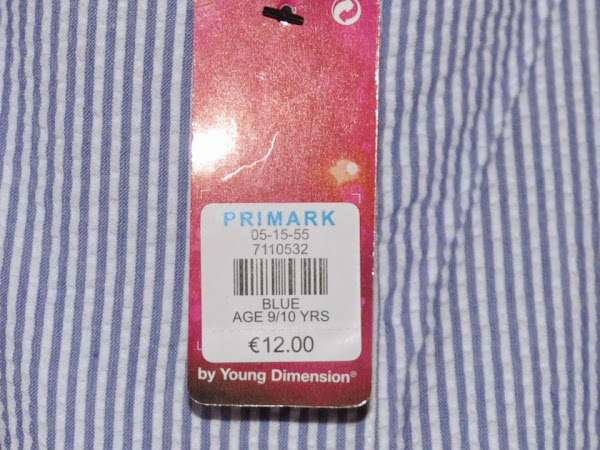 PRIMARK
05-15-55
7110532
BLUE
AGE 9/10 YRS
€12.00
by Young Dimension®